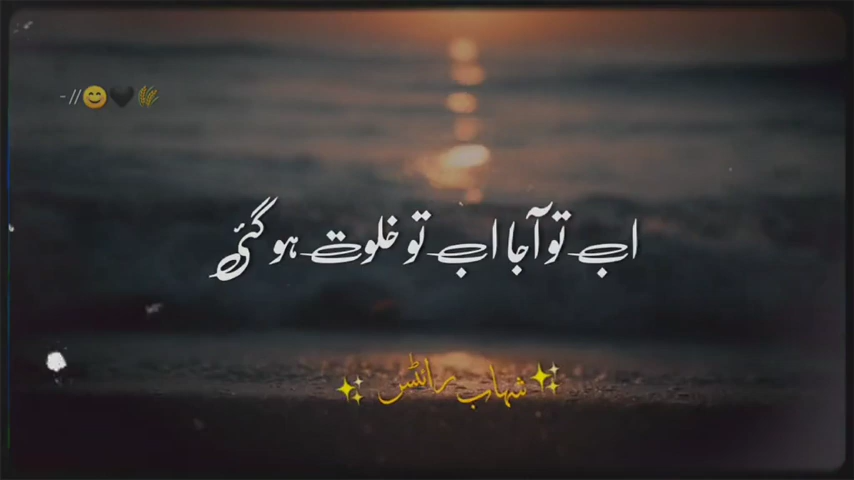 -//😊🖤🌾
اب تو آجا اب تو خلوت ہو گئی
✨شہاب رائٹس✨